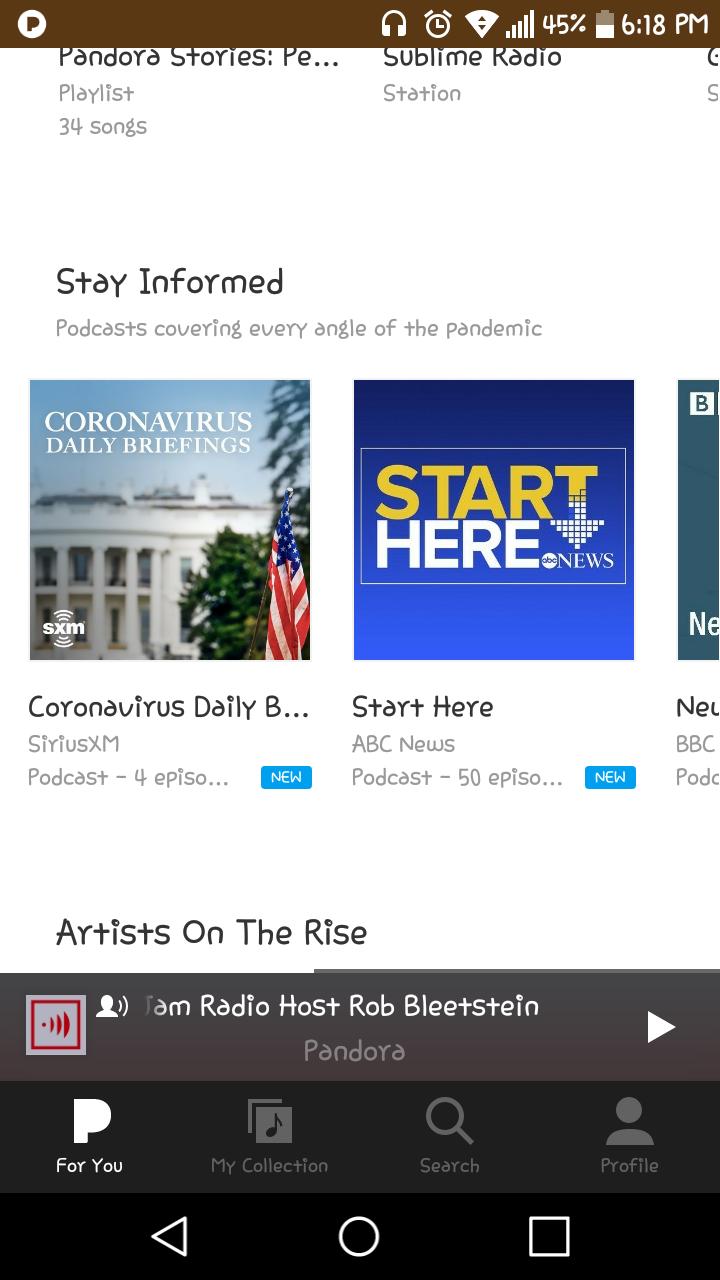 45% 6:18 PM
Pandora Stories: Pe... Sublime Radio
Playlist Station
34 songs
Stay Informed
Podcasts covering every angle of the pandemic
CORONAVIRUS
DAILY BRIEFINGS
sxm
START
HERE
abc NEWS
B
Ne
Coronavirus Daily B... Start Here
SiriusXM ABC News BBC
Podcast - 4 episo... NEW Podcast - 50 episo... NEW
Artists On The Rise
Jam Radio Host Rob Bleetstein
Pandora
For You My Collection Search Profile